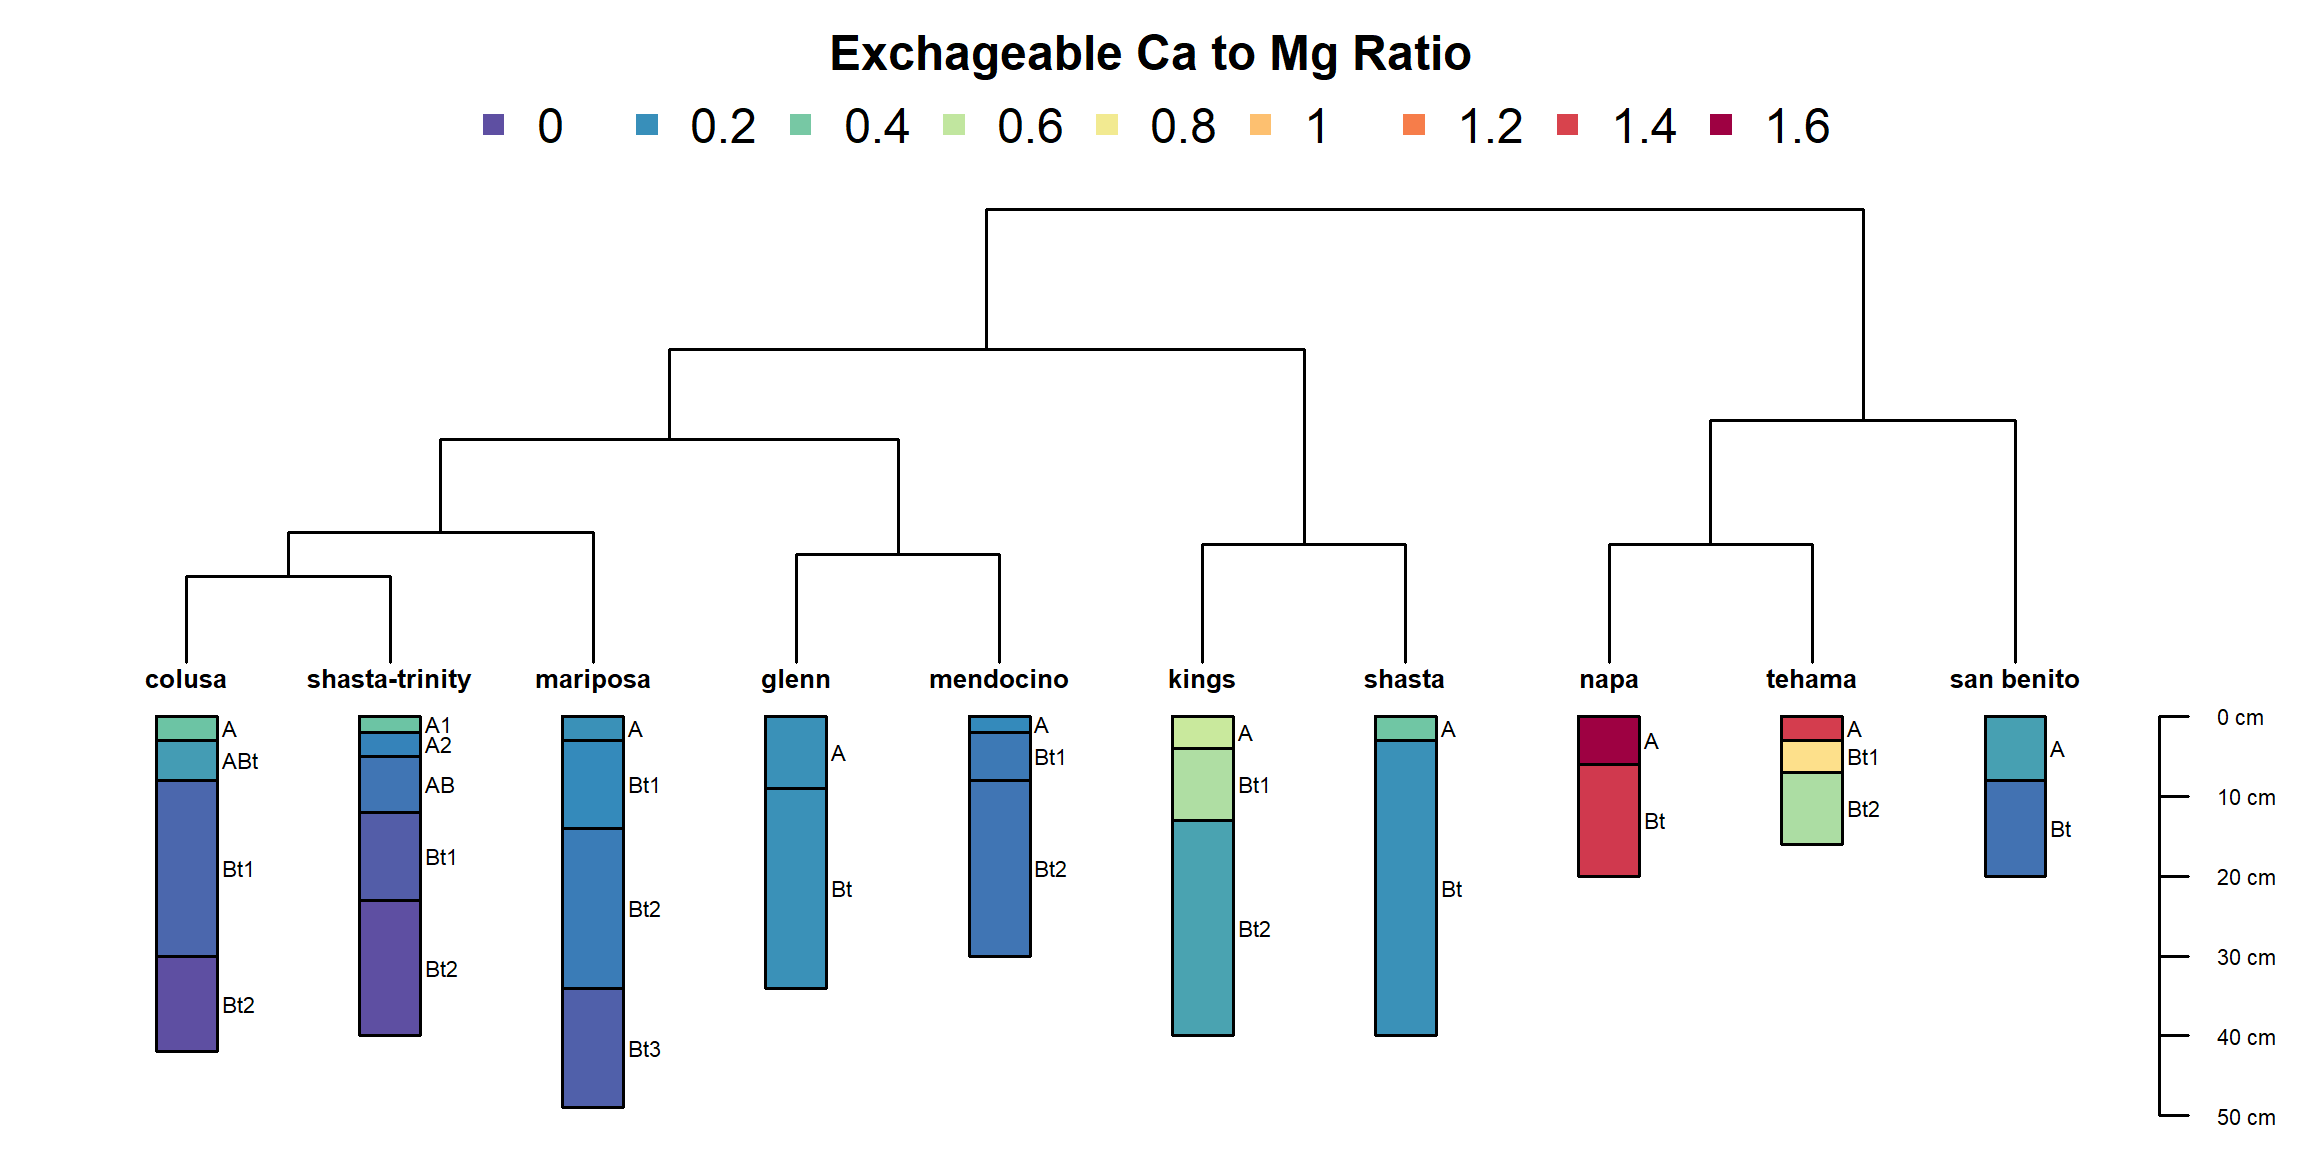 Exchageable Ca to Mg Ratio
0 0.2 0.4 0.6 0.8 1 1.2 1.4 1.6
colusa shasta-trinity mariposa glenn mendocino kings shasta napa tehama san benito
A
ABt
Bt1
Bt2
A1
A2
AB
Bt1
Bt2
A
Bt1
Bt2
Bt3
A
Bt
A
Bt1
Bt2
A
Bt1
Bt2
A
Bt
A
Bt
A
Bt1
Bt2
A
Bt
0 cm
10 cm
20 cm
30 cm
40 cm
50 cm